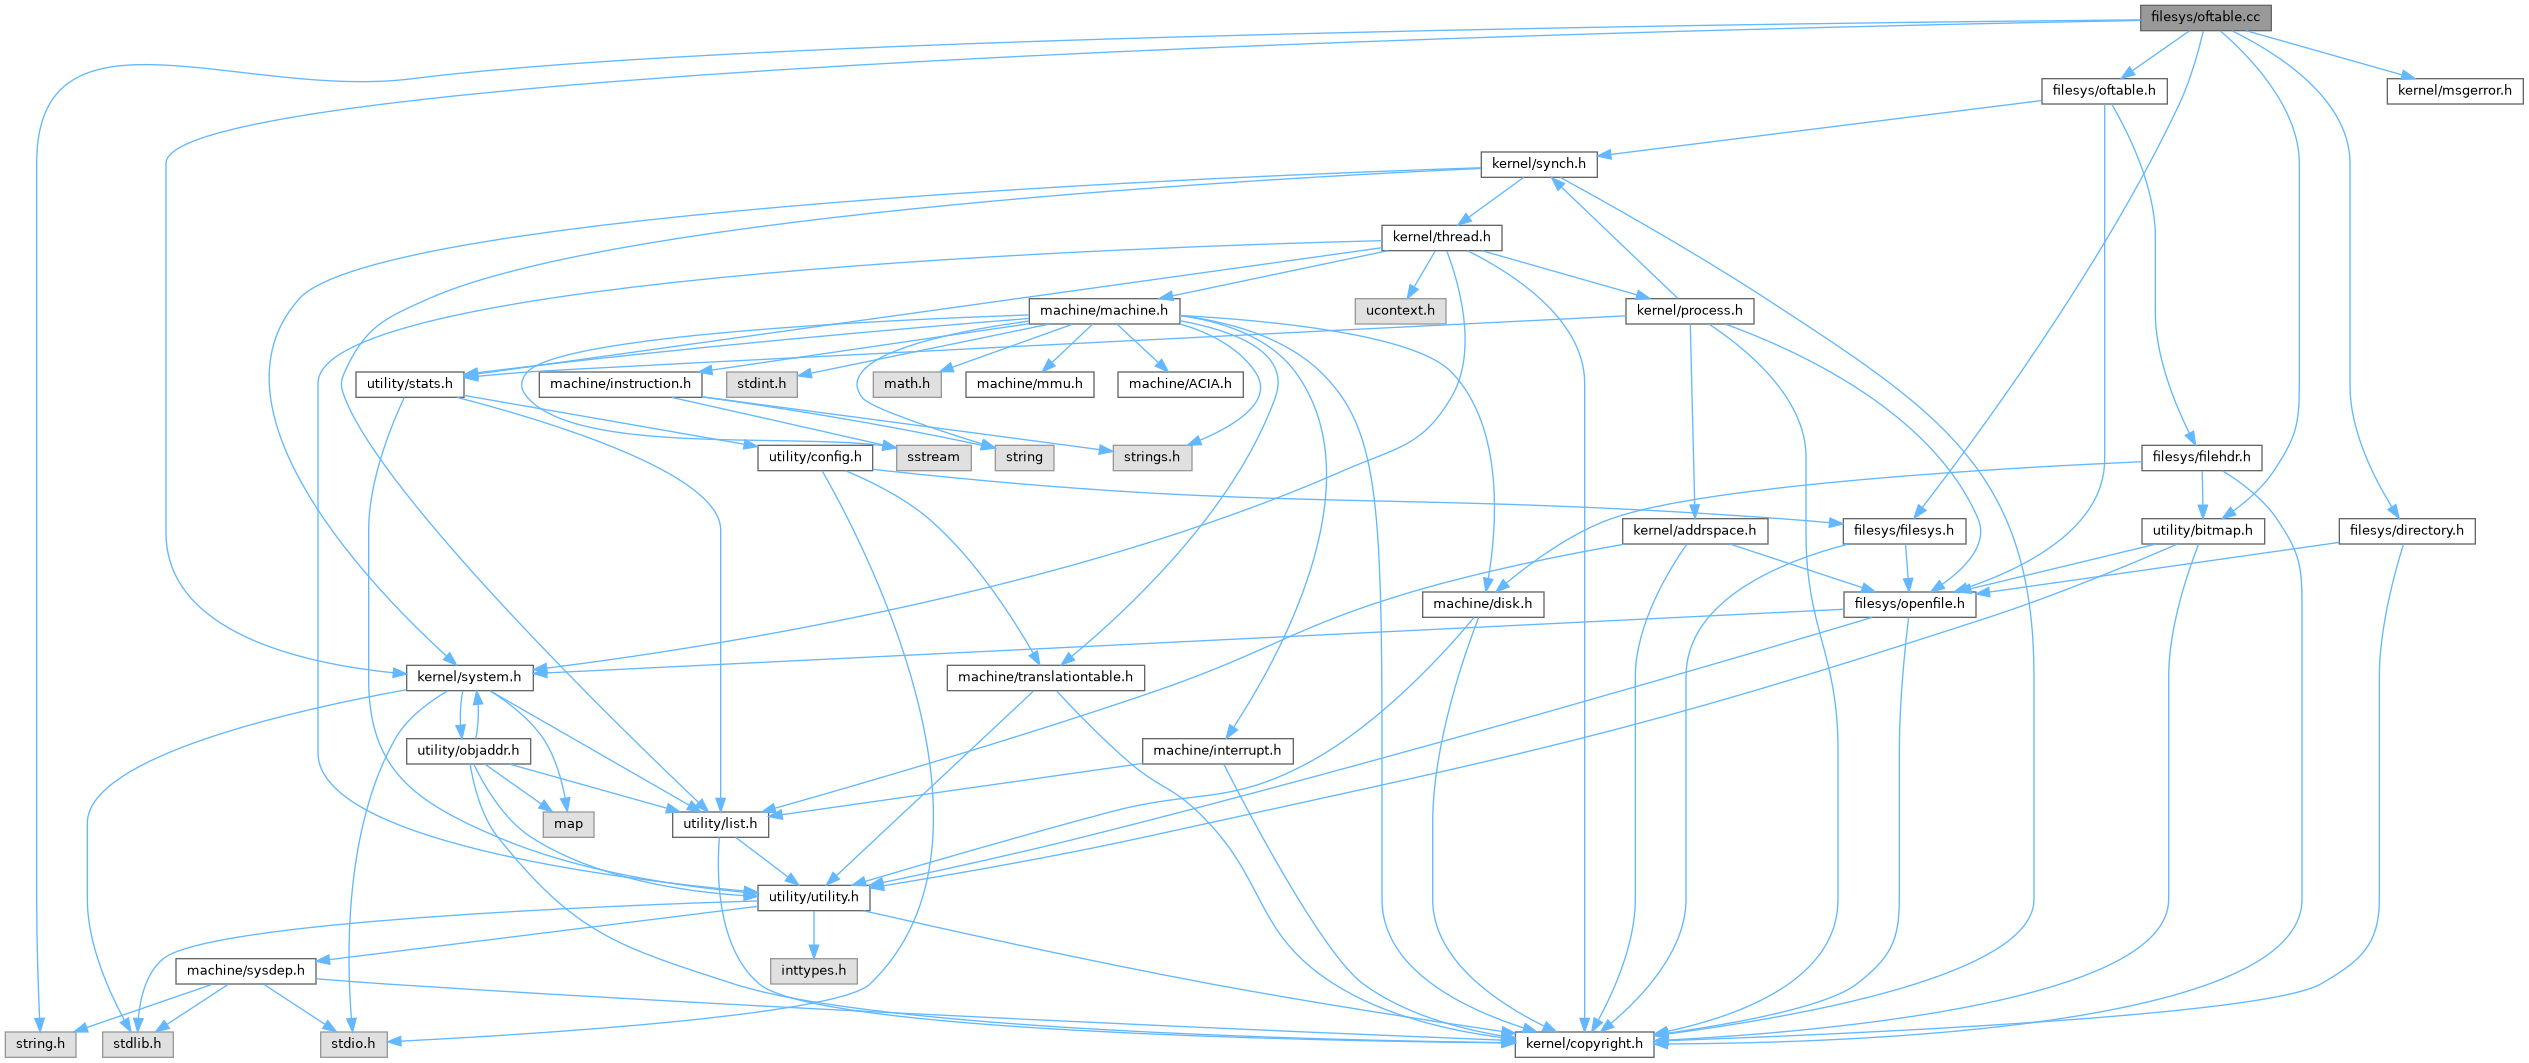 filesys/oftable.cc
filesys/oftable.h
kernel/msgerror.h
kernel/synch.h
kernel/thread.h
machine/machine.h
ucontext.h
kernel/process.h
utility/stats.h
machine/instruction.h
stdint.h
math.h
machine/mmu.h
machine/ACIA.h
utility/config.h
sstream
string
strings.h
filesys/filehdr.h
kernel/addrspace.h
filesys/filesys.h
utility/bitmap.h
filesys/directory.h
machine/disk.h
filesys/openfile.h
kernel/system.h
machine/translationtable.h
utility/objaddr.h
machine/interrupt.h
map
utility/list.h
utility/utility.h
machine/sysdep.h
inttypes.h
string.h
stdlib.h
stdio.h
kernel/copyright.h